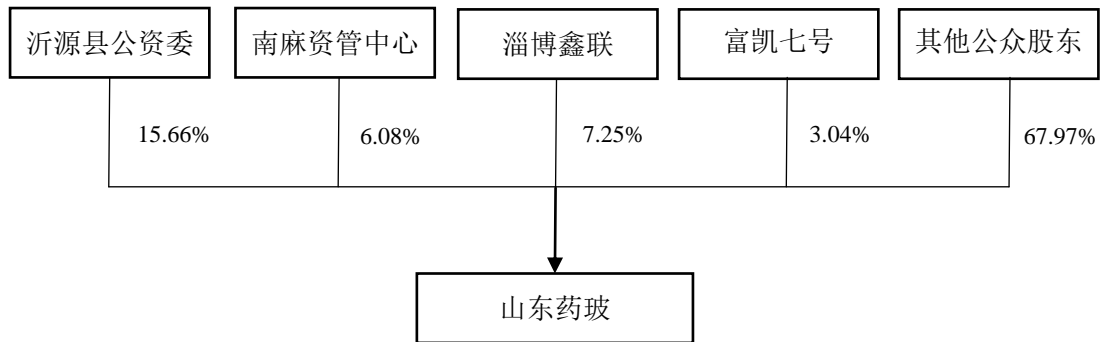 沂源县公资委
南麻资管中心
淄博鑫联
富凯七号
其他公众股东
15.66%
6.08%
7.25%
3.04%
67.97%
山东药玻